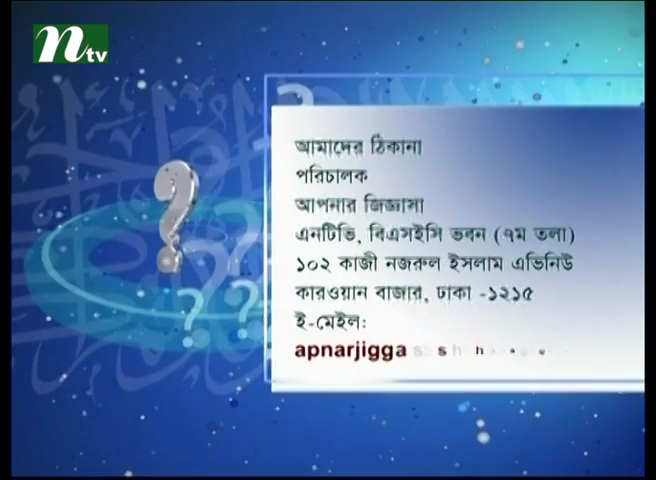 ntv
আমাদের ঠিকানা
পরিচালক
আপনার জিজ্ঞাসা
এনটিভি, বিএসইসি ভবন (৭ম তলা)
১০২ কাজী নজরুল ইসলাম এভিনিউ
কারওয়ান বাজার, ঢাকা -১২১৫
ই-মেইল:
apnarjigga